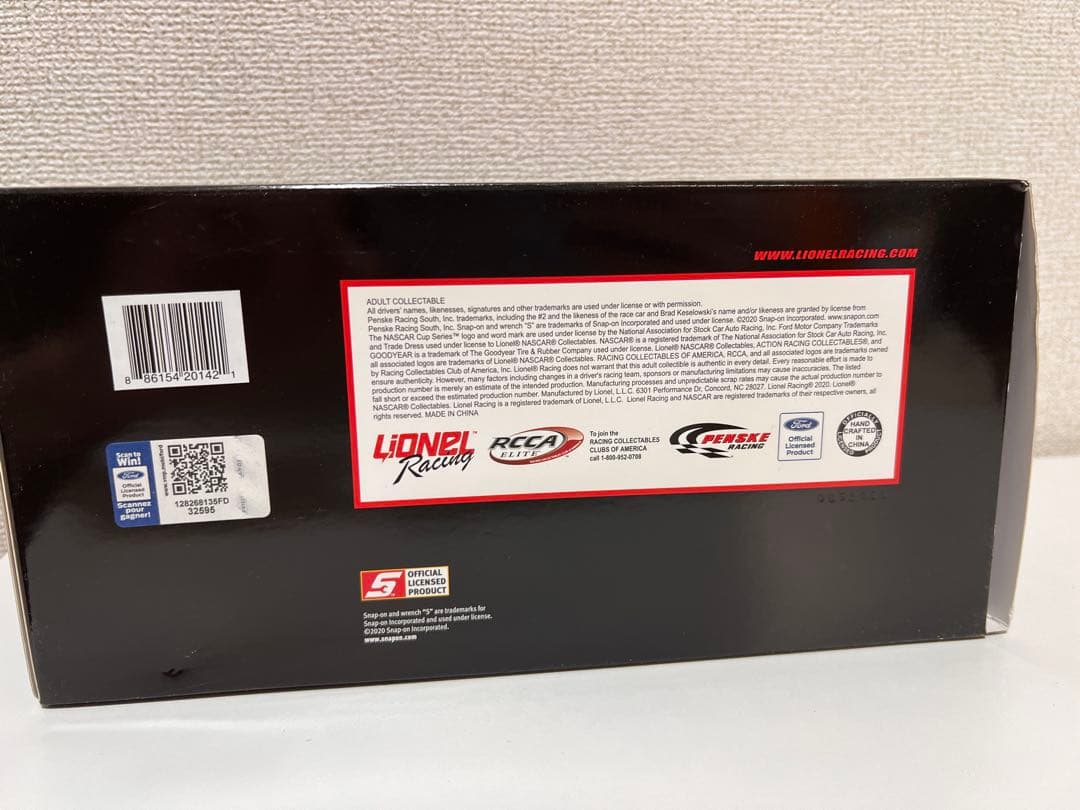 WWW.LIONELRACING.COM
ADULT COLLECTABLE
All drivers' names, likenesses, signatures and other trademarks are used under license or with permission.
Penske Racing South, Inc. trademarks, including the #2 and the likeness of the race car and Brad Keselowski's name and/or likeness are granted by license from
Penske Racing South, Inc. Snap-on and wrench "S" are trademarks of Snap-on Incorporated and used under license. ©2020 Snap-on Incorporated. www.snapon.com
The NASCAR Cup Series™ logo and word mark are used under license by the National Association for Stock Car Auto Racing, Inc. Ford Motor Company Trademarks
and Trade Dress used under license to Lionel® NASCAR® Collectables. NASCAR® is a registered trademark of The National Association for Stock Car Auto Racing, Inc.
GOODYEAR is a trademark of The Goodyear Tire & Rubber Company used under license. Lionel® NASCAR® Collectables, ACTION RACING COLLECTABLES®, and
all associated logos are trademarks of Lionel® NASCAR® Collectables. RACING COLLECTABLES OF AMERICA, RCCA, and all associated logos are trademarks owned
by Racing Collectables Club of America, Inc. Lionel® Racing does not warrant that this adult collectible is authentic in every detail. Every reasonable effort is made to
ensure authenticity. However, many factors including changes in a driver's racing team, sponsors or manufacturing limitations may cause inaccuracies. The listed
production number is merely an estimate of the intended production. Manufacturing processes and unpredictable scrap rates may cause the actual production number to
fall short or exceed the estimated production number. Manufactured by Lionel, L.L.C. 6301 Performance Dr, Concord, NC 28027. Lionel Racing® 2020. Lionel®
NASCAR® Collectables. Lionel Racing is a registered trademark of Lionel, L.L.C. Lionel Racing and NASCAR are registered trademarks of their respective owners, all
rights reserved. MADE IN CHINA
LIONEL™
Racing
RCCA
ELITE
To join the
RACING COLLECTABLES
CLUBS OF AMERICA
call 1-800-952-0708
PENSKE
RACING
Ford
Official
Licensed
Product
OFFICIALLY
HAND
CRAFTED
IN
CHINA
LICENSED
8 86154 20142 1
Scan to
Win!
Ford
Official
Licensed
Product
Scannez
pour
gagner!
128268135FD
32595
S
OFFICIAL
LICENSED
PRODUCT
Snap-on and wrench "S" are trademarks for
Snap-on Incorporated and used under license.
©2020 Snap-on Incorporated.
www.snapon.com